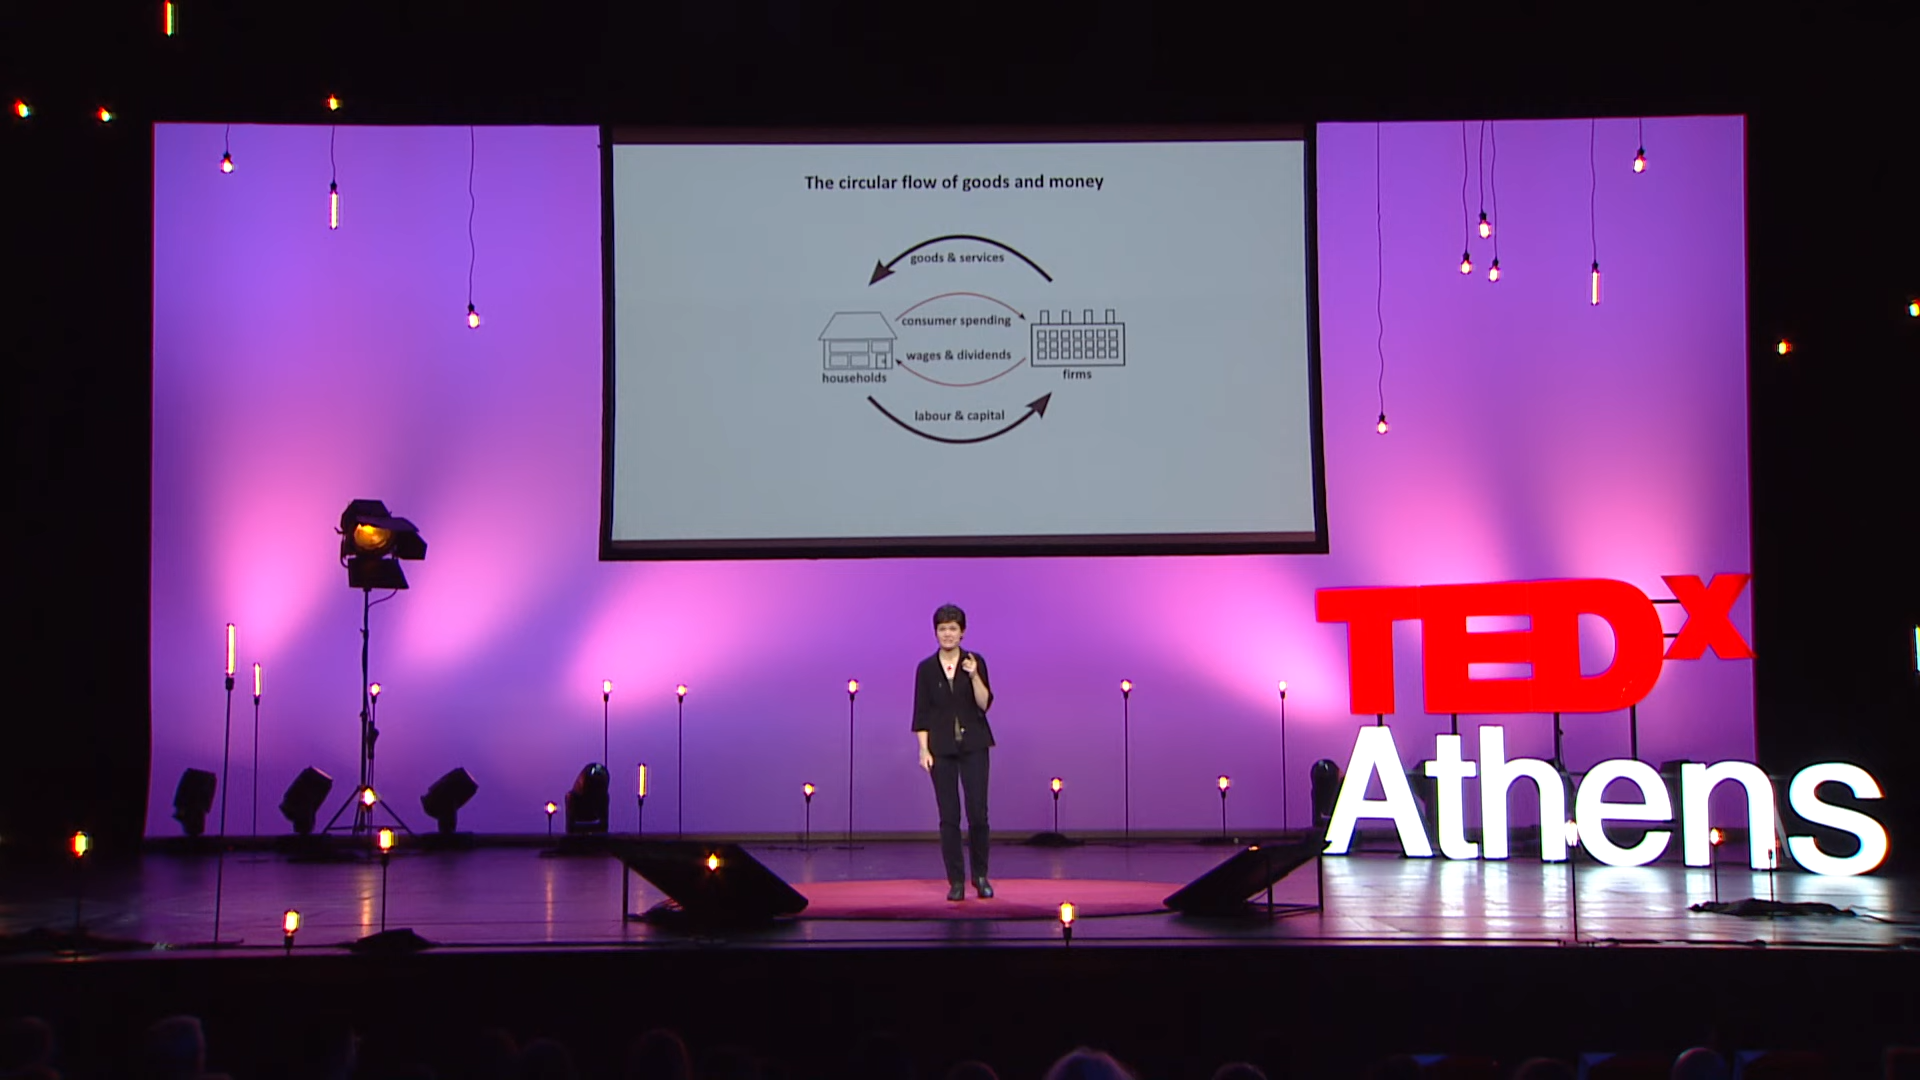 The circular flow of goods and money
goods & services
consumer spending
wages & dividends
households
firms
labour & capital
TEDx
Athens